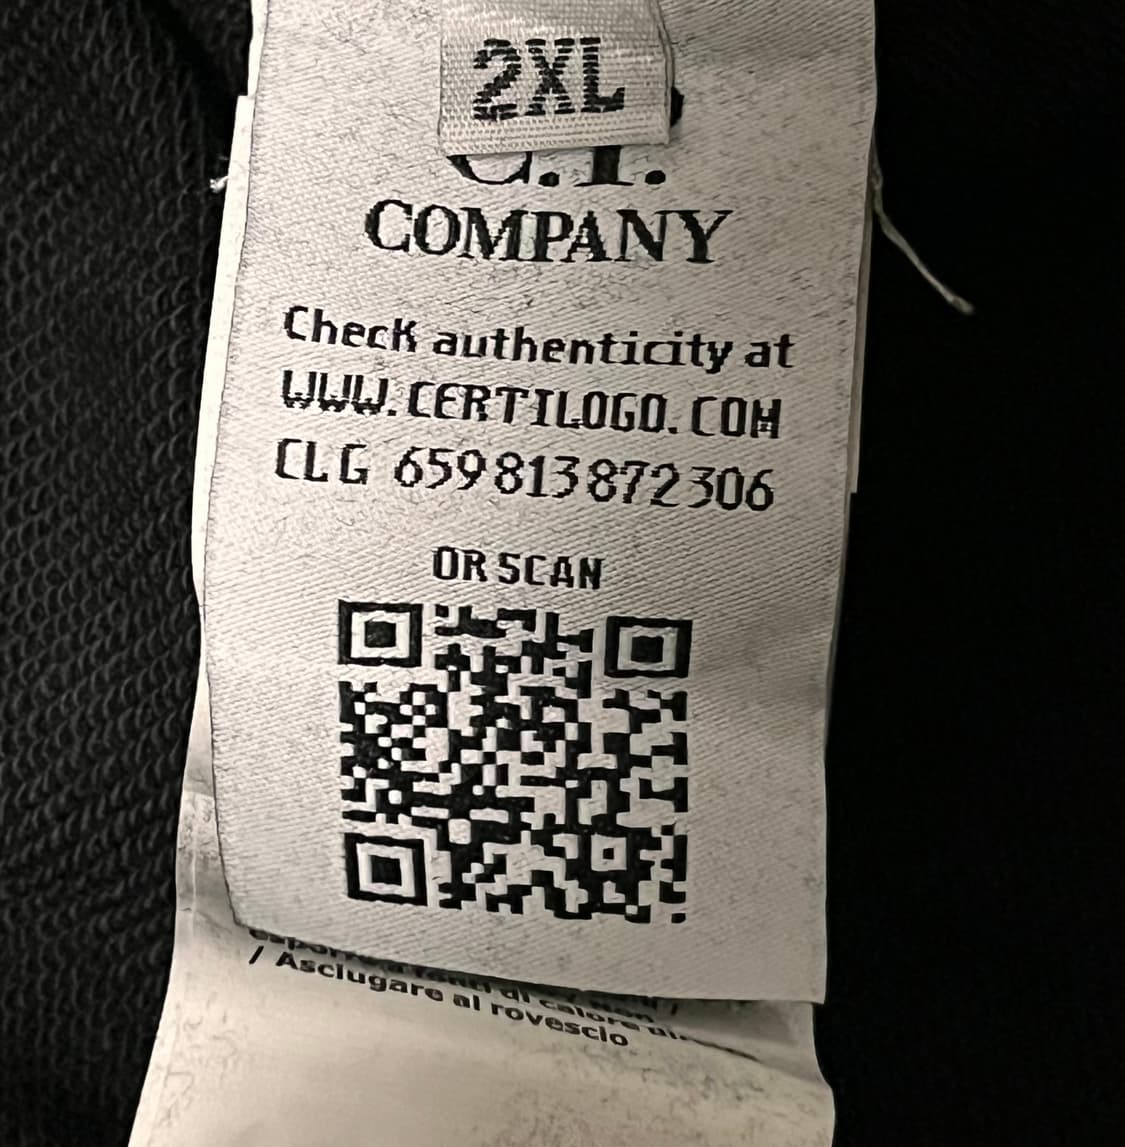 2XL
COMPANY
Check authenticity at
WWW.CERTILOGO.COM
CLG 659813872306
OR SCAN
/ Asciugare al rovescio